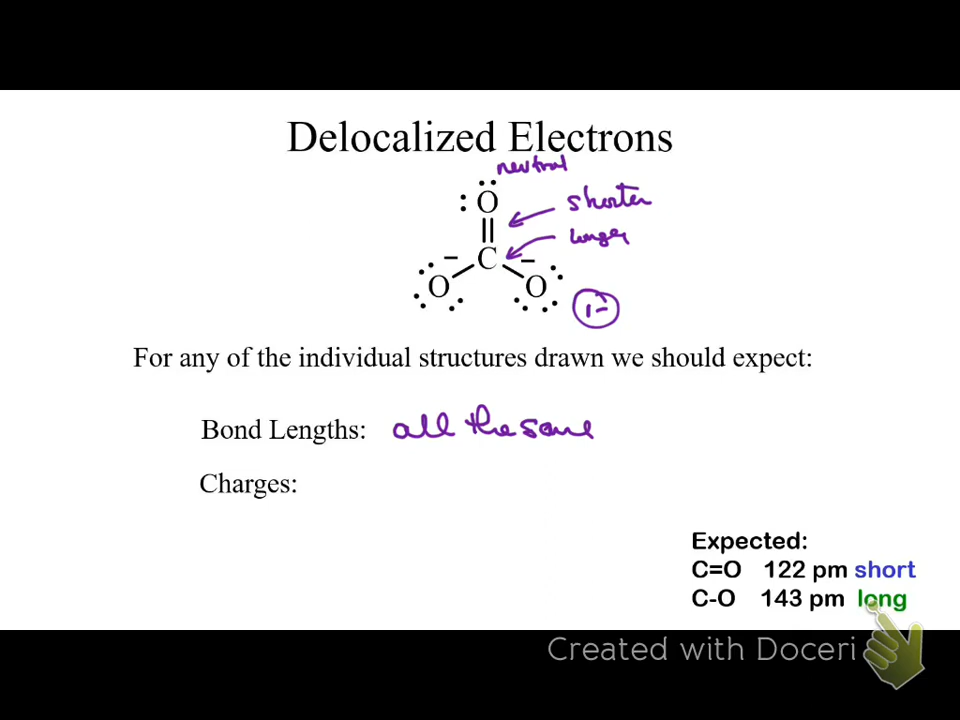 Delocalized Electrons
neutral
O
shorter
longer
C
O O
1-
For any of the individual structures drawn we should expect:
Bond Lengths: all the same
Charges:
Expected:
C=O 122 pm short
C-O 143 pm long
Created with Doceri